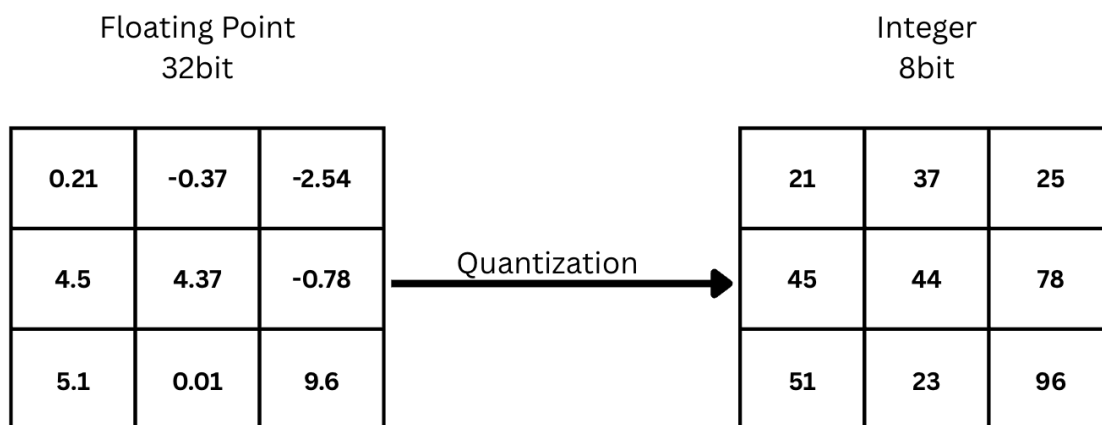 Floating Point
32bit
Integer
8bit
0.21 -0.37 -2.54
4.5 4.37 -0.78
5.1 0.01 9.6
Quantization
21 37 25
45 44 78
51 23 96